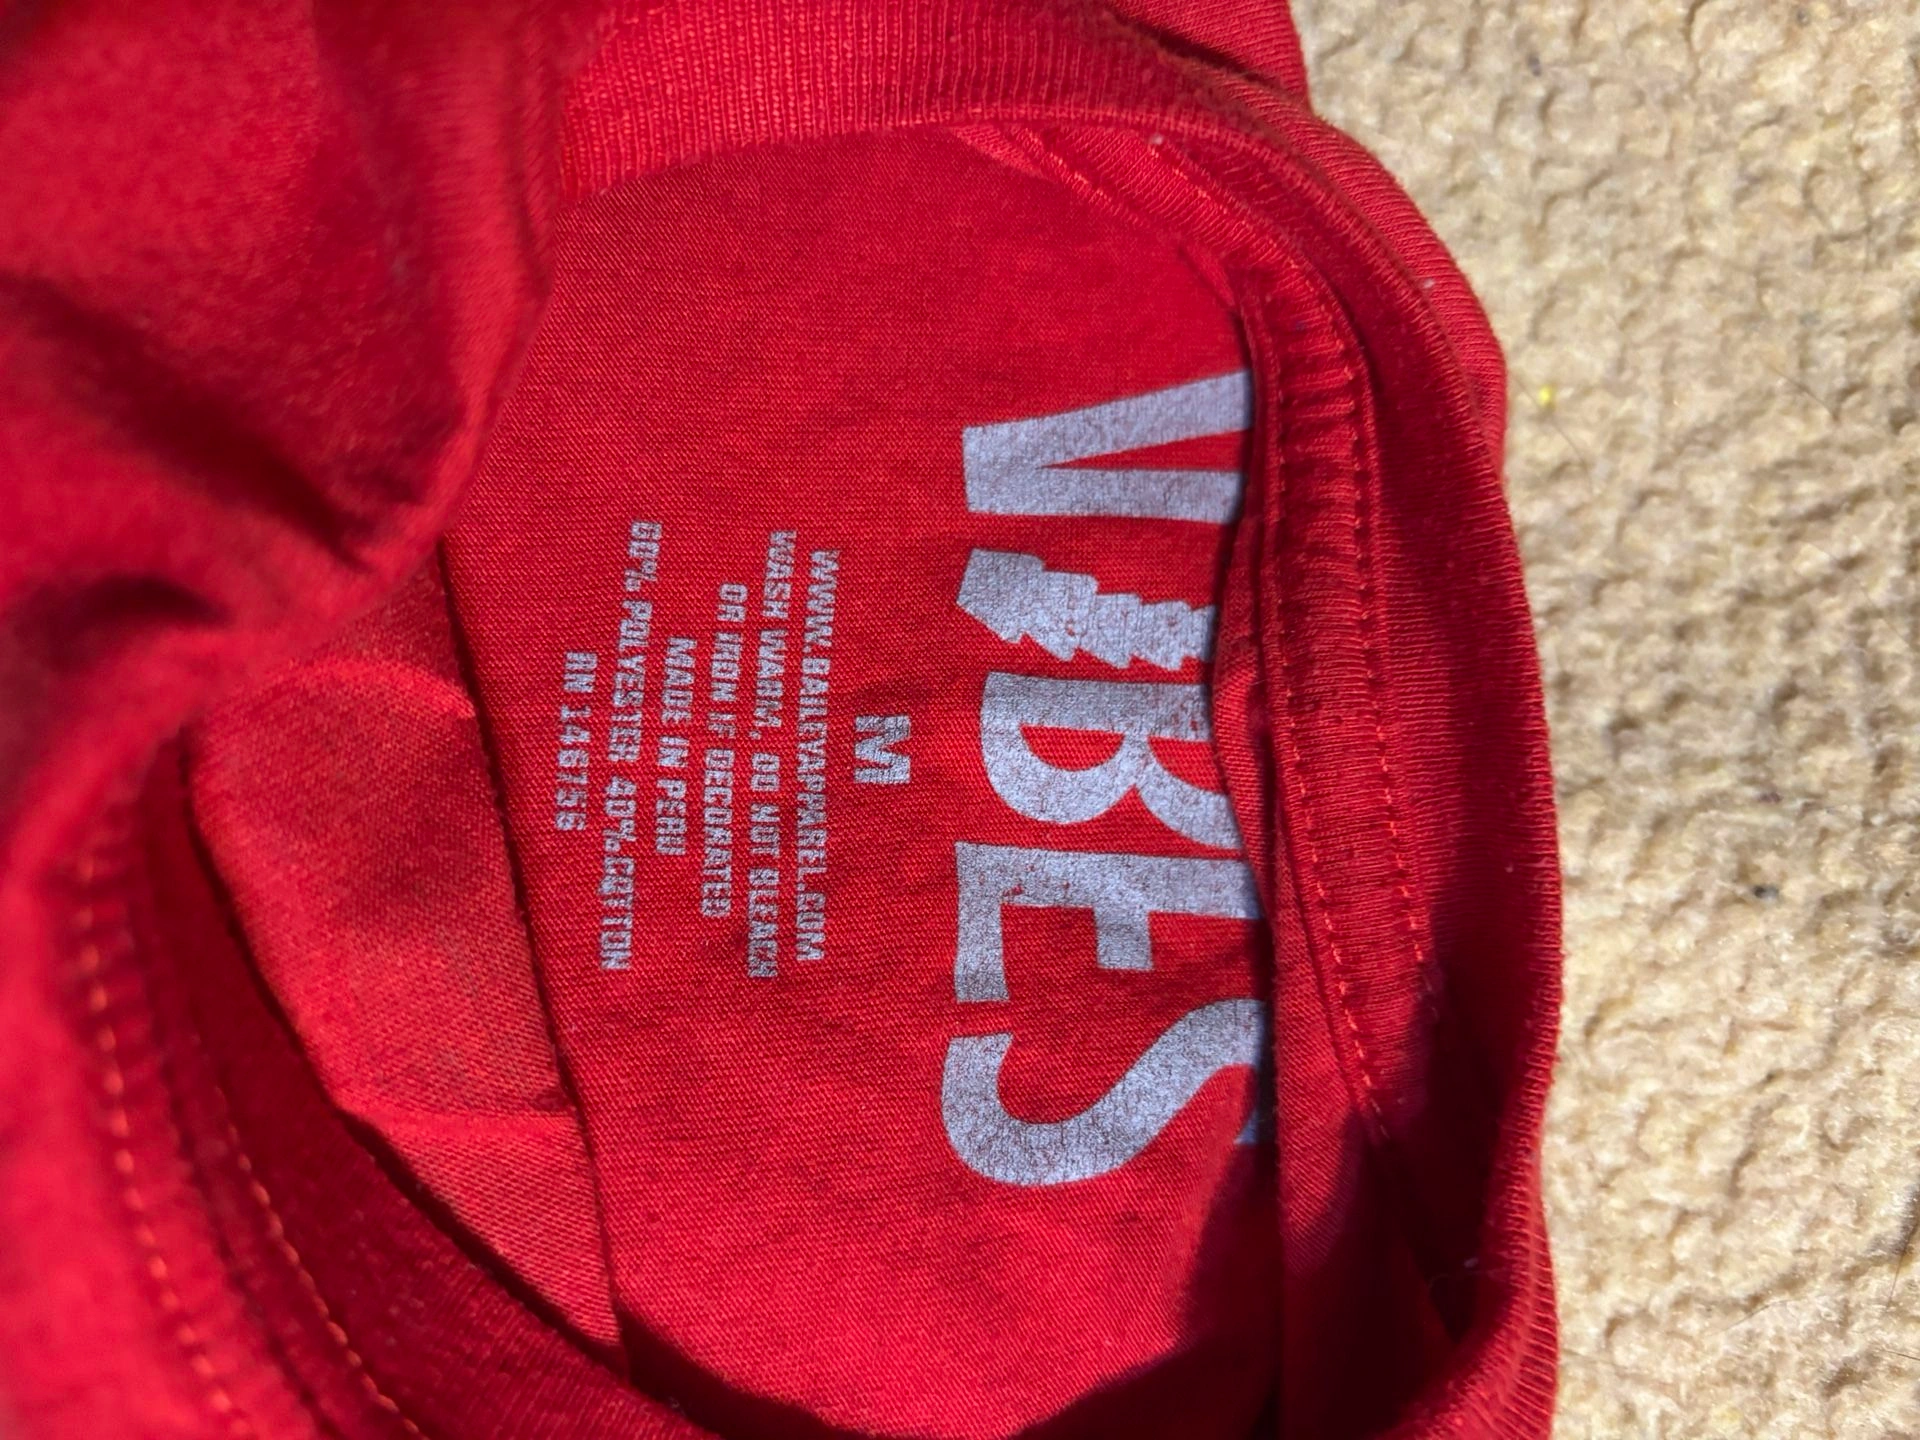 VIBES
M
WWW.BAILEYAPPAREL.COM
WASH WARM, DO NOT BLEACH
OR IRON IF DECORATED
MADE IN PERU
60% POLYESTER 40% COTTON
RN 146756